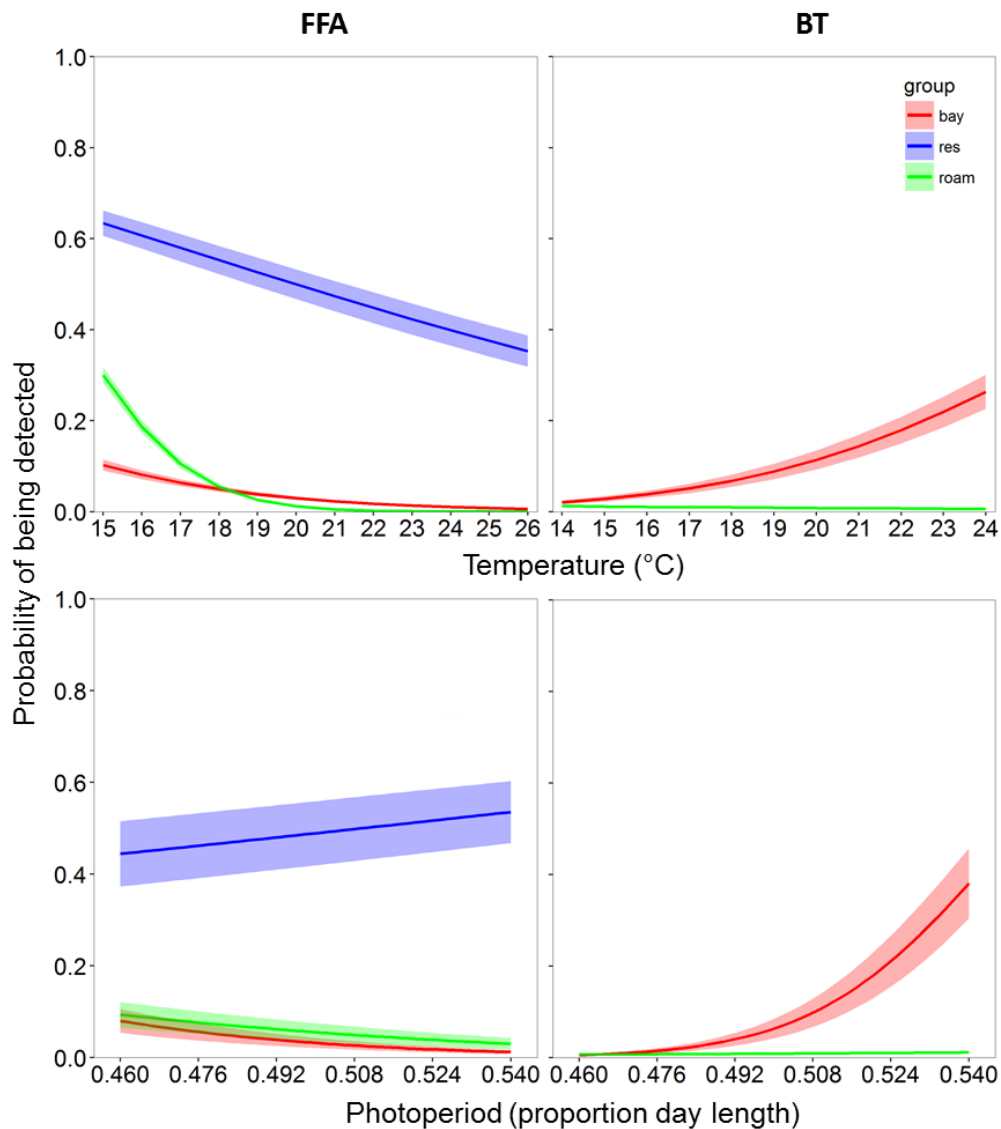 FFA BT
1.0
0.8
0.6
0.4
0.2
0.0
group
bay
res
roam
15 16 17 18 19 20 21 22 23 24 25 26
14 15 16 17 18 19 20 21 22 23 24
Temperature (°C)
Probability of being detected
1.0
0.8
0.6
0.4
0.2
0.0
0.460 0.476 0.492 0.508 0.524 0.540
0.460 0.476 0.492 0.508 0.524 0.540
Photoperiod (proportion day length)